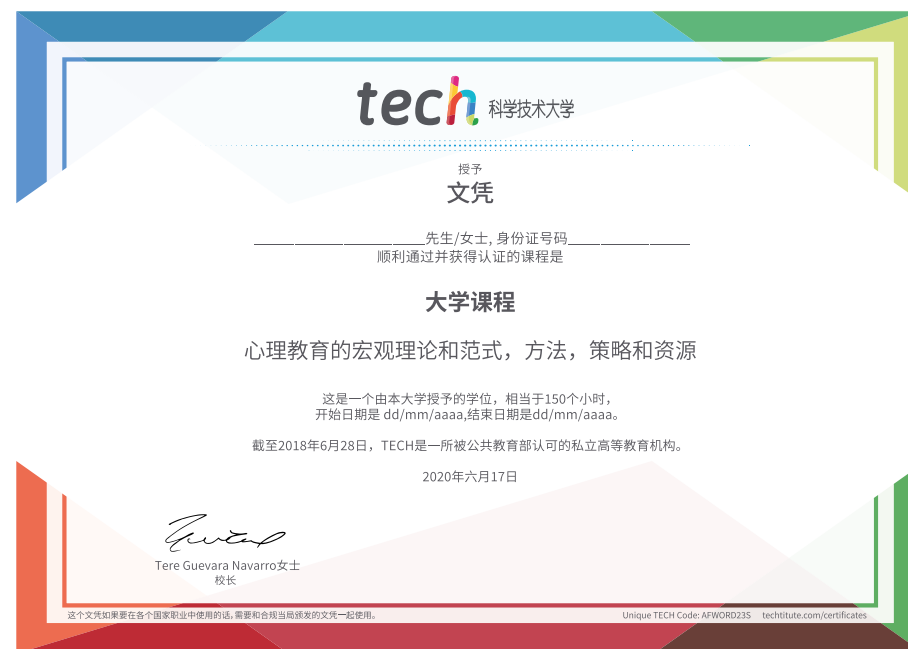 tech 科学技术大学
授予
文凭
_____________________先生/女士, 身份证号码_______________
顺利通过并获得认证的课程是
大学课程
心理教育的宏观理论和范式，方法，策略和资源
这是一个由本大学授予的学位，相当于150个小时，
开始日期是 dd/mm/aaaa,结束日期是dd/mm/aaaa。
截至2018年6月28日，TECH是一所被公共教育部认可的私立高等教育机构。
2020年六月17日
Tere Guevara Navarro女士
校长
这个文凭如果要在各个国家职业中使用的话,需要和合规当局颁发的文凭一起使用。
Unique TECH Code: AFWORD23S techtitute.com/certificates